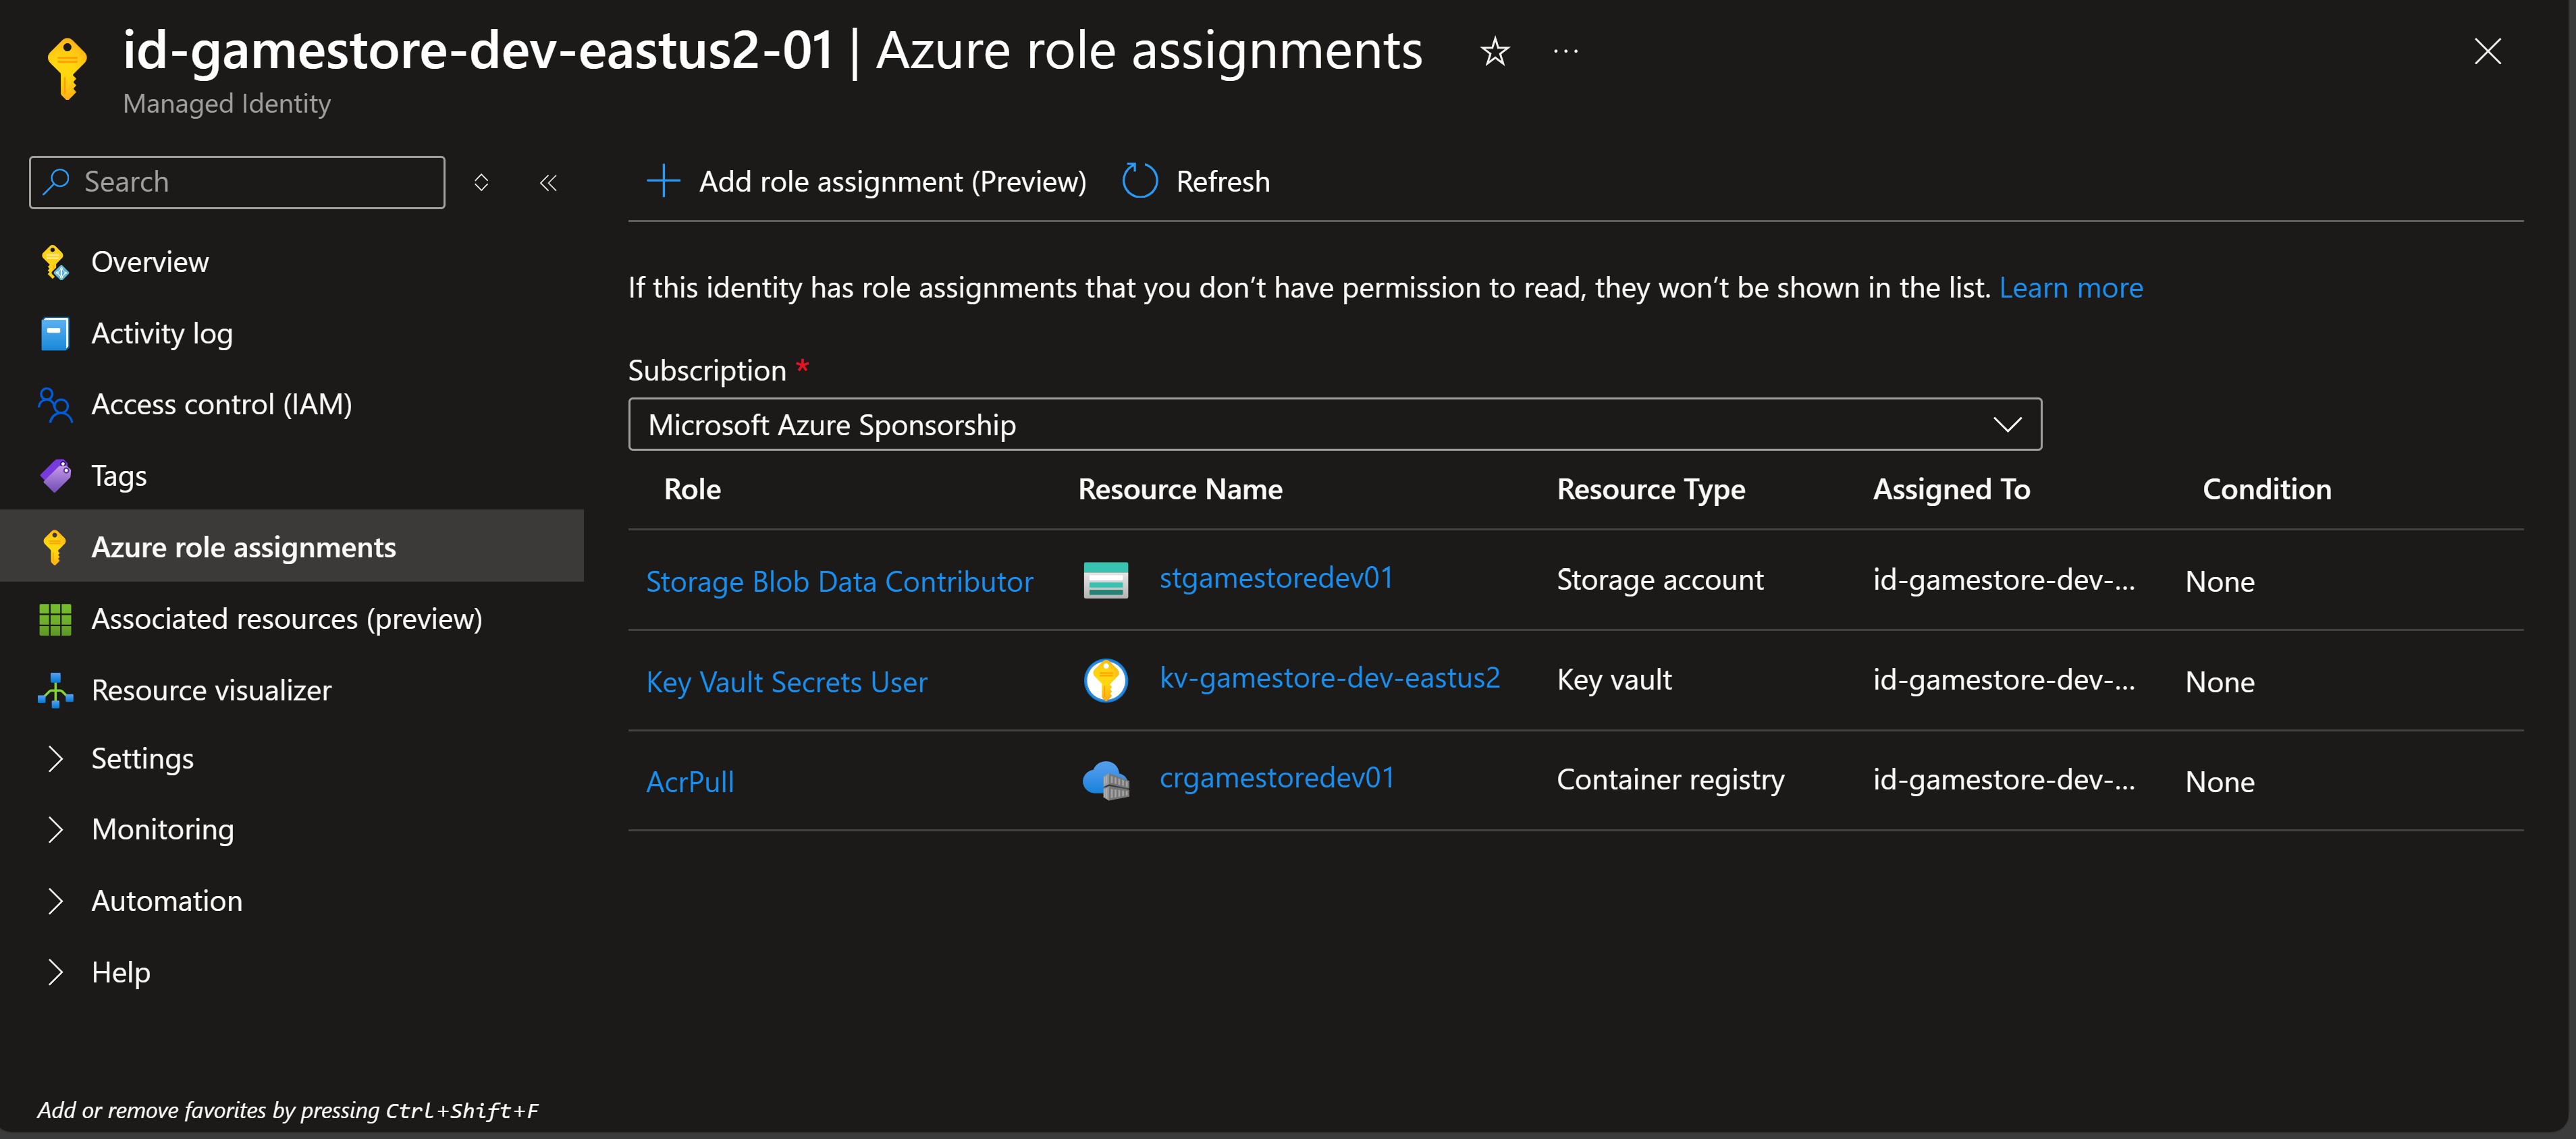 id-gamestore-dev-eastus2-01 | Azure role assignments
Managed Identity
Search
Overview
Activity log
Access control (IAM)
Tags
Azure role assignments
Associated resources (preview)
Resource visualizer
Settings
Monitoring
Automation
Help
Add or remove favorites by pressing Ctrl+Shift+F
Add role assignment (Preview) Refresh
If this identity has role assignments that you don’t have permission to read, they won’t be shown in the list. Learn more
Subscription *
Microsoft Azure Sponsorship
Role Resource Name Resource Type Assigned To Condition
Storage Blob Data Contributor stgamestoredev01 Storage account id-gamestore-dev-... None
Key Vault Secrets User kv-gamestore-dev-eastus2 Key vault id-gamestore-dev-... None
AcrPull crgamestoredev01 Container registry id-gamestore-dev-... None